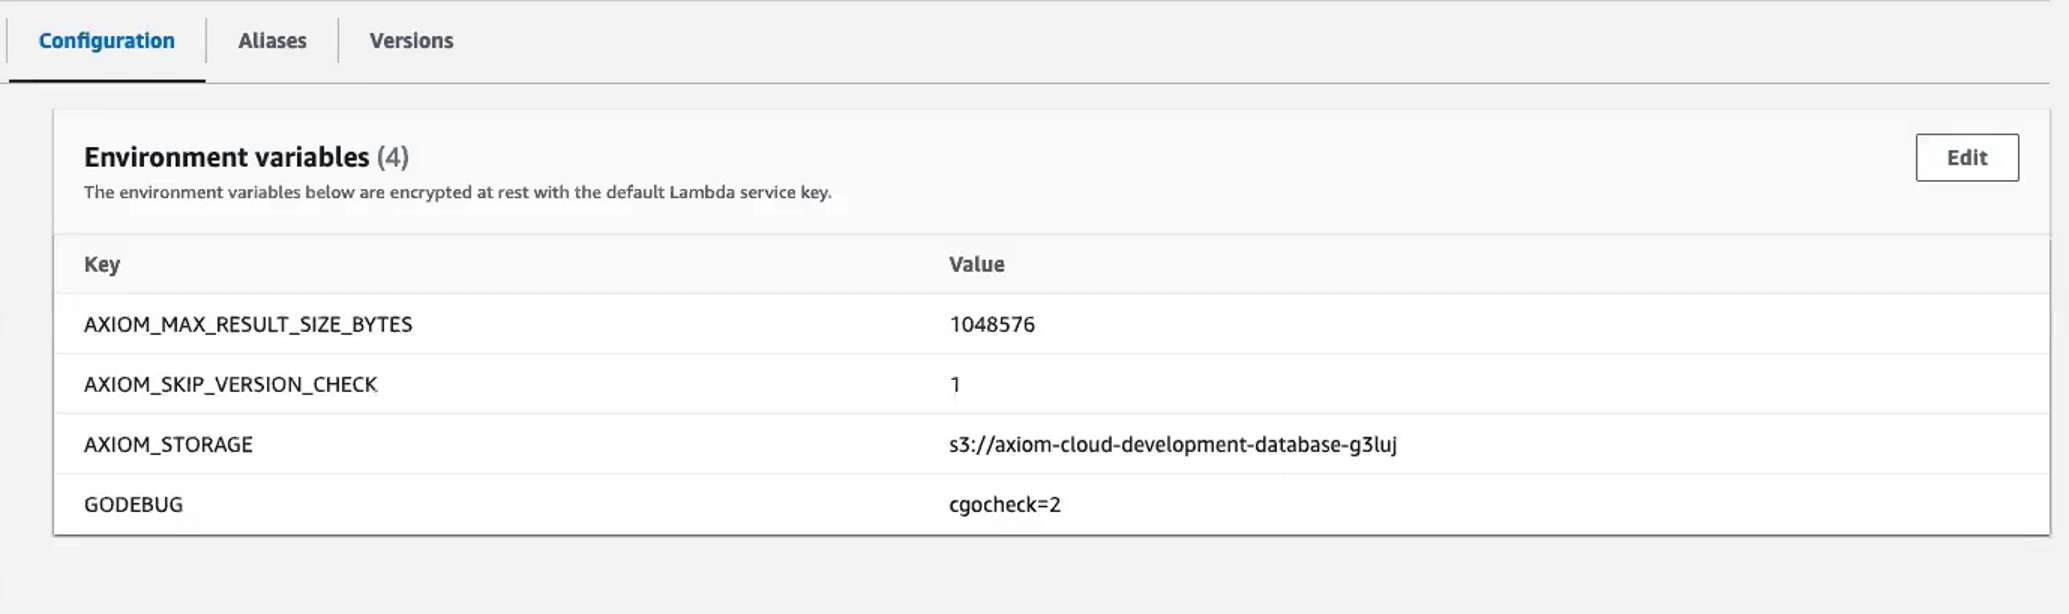 Configuration Aliases Versions
Environment variables (4)
Edit
The environment variables below are encrypted at rest with the default Lambda service key.
Key Value
AXIOM_MAX_RESULT_SIZE_BYTES 1048576
AXIOM_SKIP_VERSION_CHECK 1
AXIOM_STORAGE s3://axiom-cloud-development-database-g3luj
GODEBUG cgocheck=2